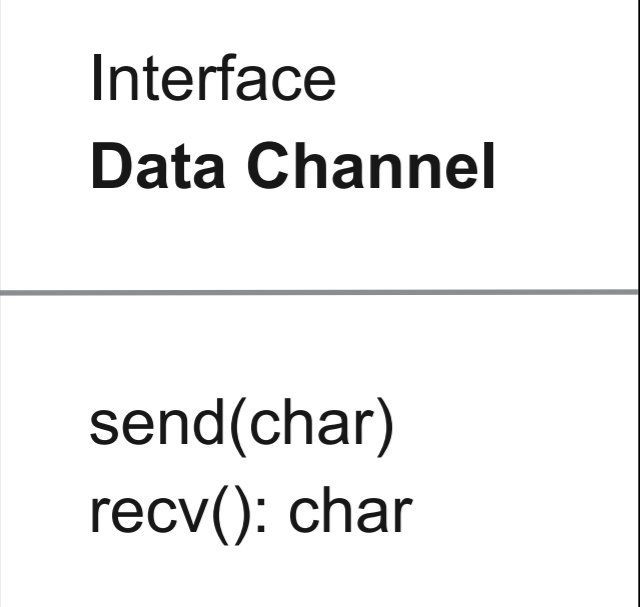 Interface
Data Channel
send(char)
recv(): char